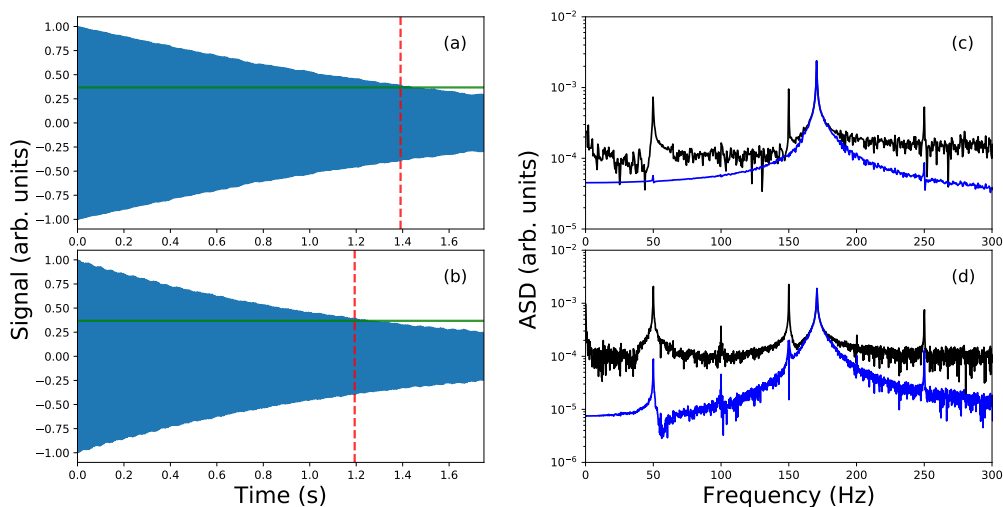 Signal (arb. units)
1.00
0.75
0.50
0.25
0.00
−0.25
−0.50
−0.75
−1.00
(a)
0.0 0.2 0.4 0.6 0.8 1.0 1.2 1.4 1.6
1.00
0.75
0.50
0.25
0.00
−0.25
−0.50
−0.75
−1.00
(b)
0.0 0.2 0.4 0.6 0.8 1.0 1.2 1.4 1.6
Time (s)
ASD (arb. units)
10⁻²
10⁻³
10⁻⁴
10⁻⁵
(c)
0 50 100 150 200 250 300
10⁻²
10⁻³
10⁻⁴
10⁻⁵
10⁻⁶
(d)
0 50 100 150 200 250 300
Frequency (Hz)